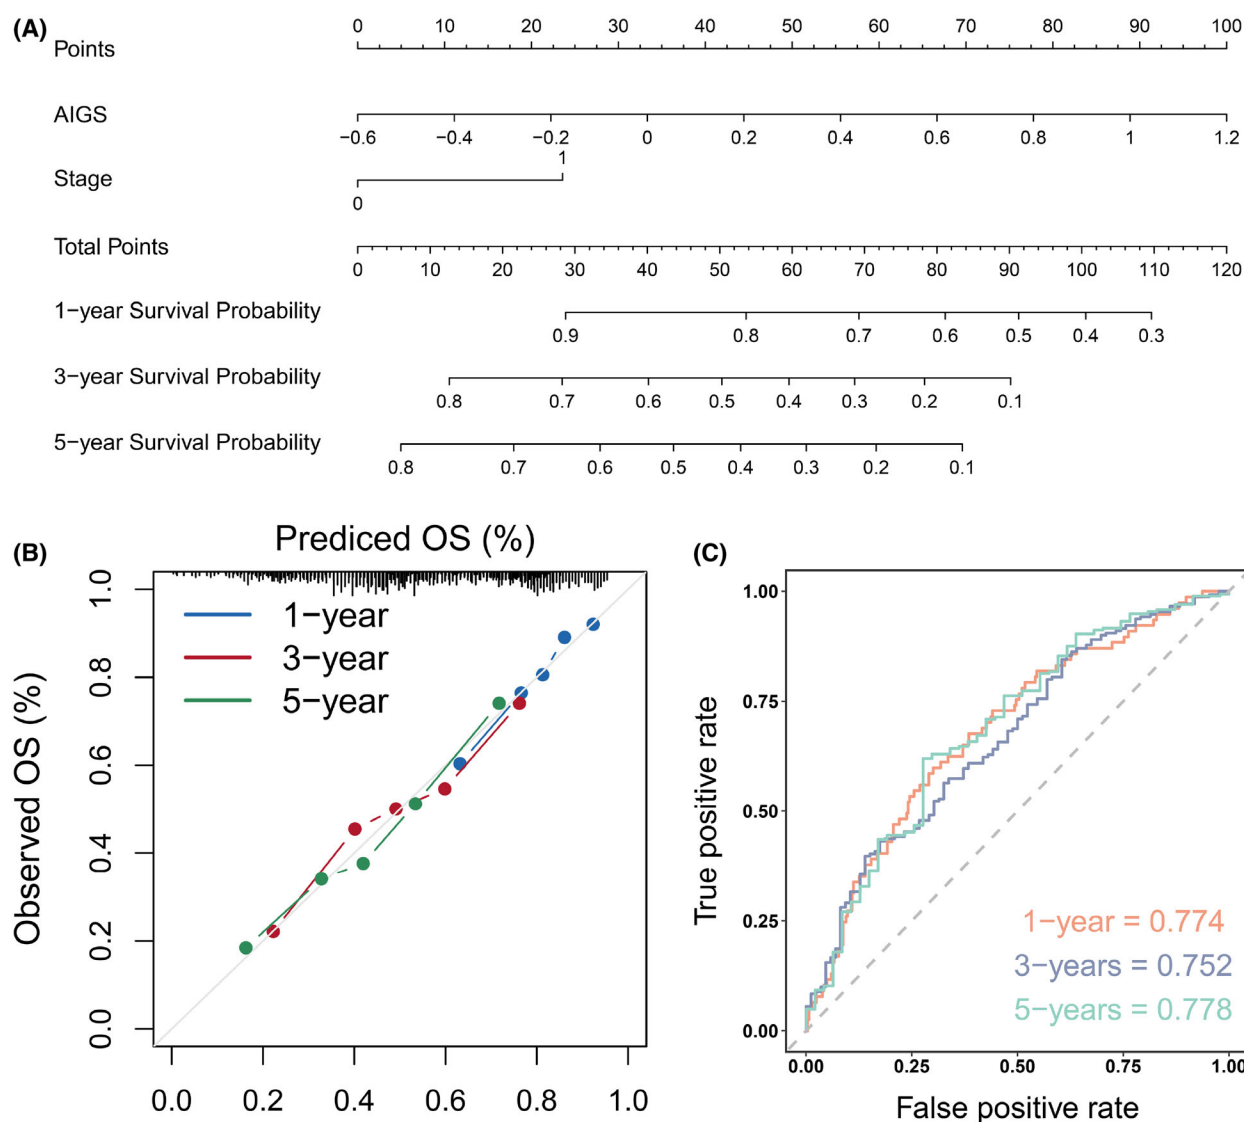 (A)
0 10 20 30 40 50 60 70 80 90 100
Points
AIGS
−0.6 −0.4 −0.2 0 0.2 0.4 0.6 0.8 1 1.2
1
Stage
0
Total Points
0 10 20 30 40 50 60 70 80 90 100 110 120
1−year Survival Probability
0.9 0.8 0.7 0.6 0.5 0.4 0.3
3−year Survival Probability
0.8 0.7 0.6 0.5 0.4 0.3 0.2 0.1
5−year Survival Probability
0.8 0.7 0.6 0.5 0.4 0.3 0.2 0.1
(B)
Prediced OS (%)
Observed OS (%)
1.0
0.8
0.6
0.4
0.2
0.0
1−year
3−year
5−year
0.0 0.2 0.4 0.6 0.8 1.0
(C)
True positive rate
1.00
0.75
0.50
0.25
0.00
1−year = 0.774
3−years = 0.752
5−years = 0.778
0.00 0.25 0.50 0.75 1.00
False positive rate